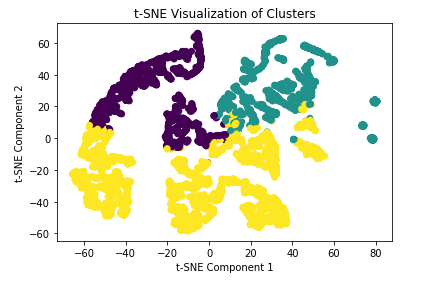 t-SNE Visualization of Clusters
60
40
20
0
−20
−40
−60
t-SNE Component 2
−60 −40 −20 0 20 40 60 80
t-SNE Component 1